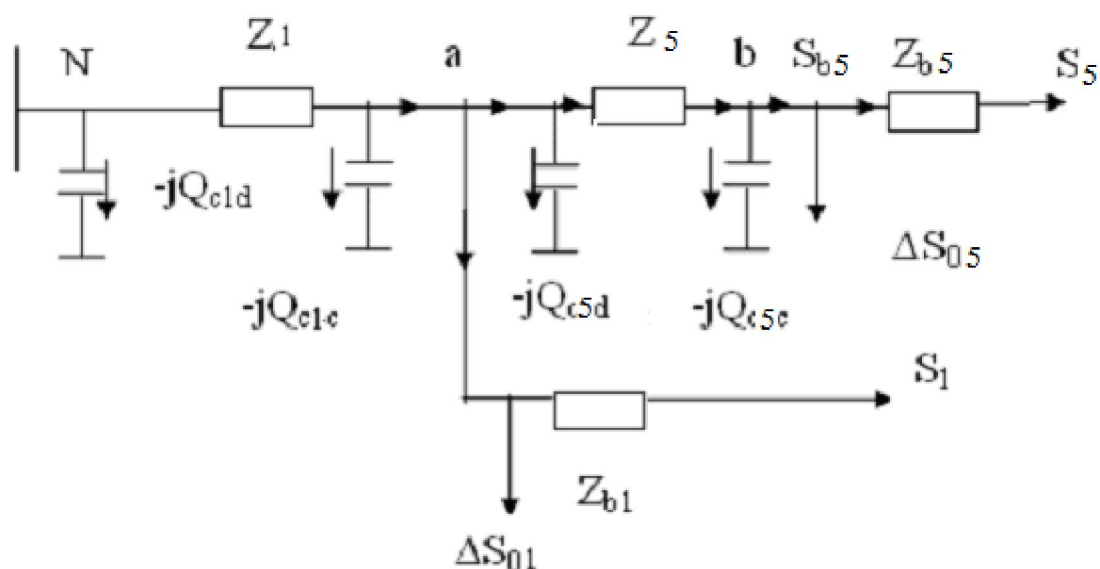 N Z1 a Z5 b Sb5 Zb5 S5
-jQc1d
ΔS05
-jQc1c -jQc5d -jQc5c
S1
Zb1
ΔS01